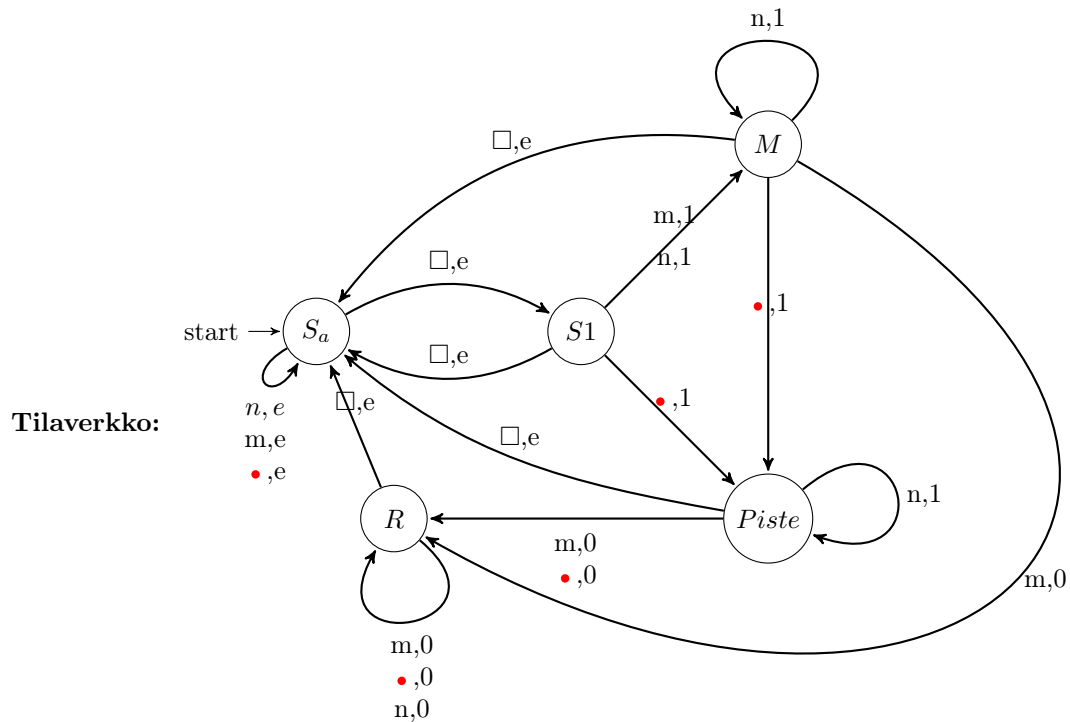 n,1
M
□,e
m,1
n,1
□,e
•,1
start
S_a
S1
□,e
•,1
□,e
□,e
Tilaverkko:
n, e
m,e
•,e
R
Piste
n,1
m,0
•,0
m,0
m,0
•,0
n,0